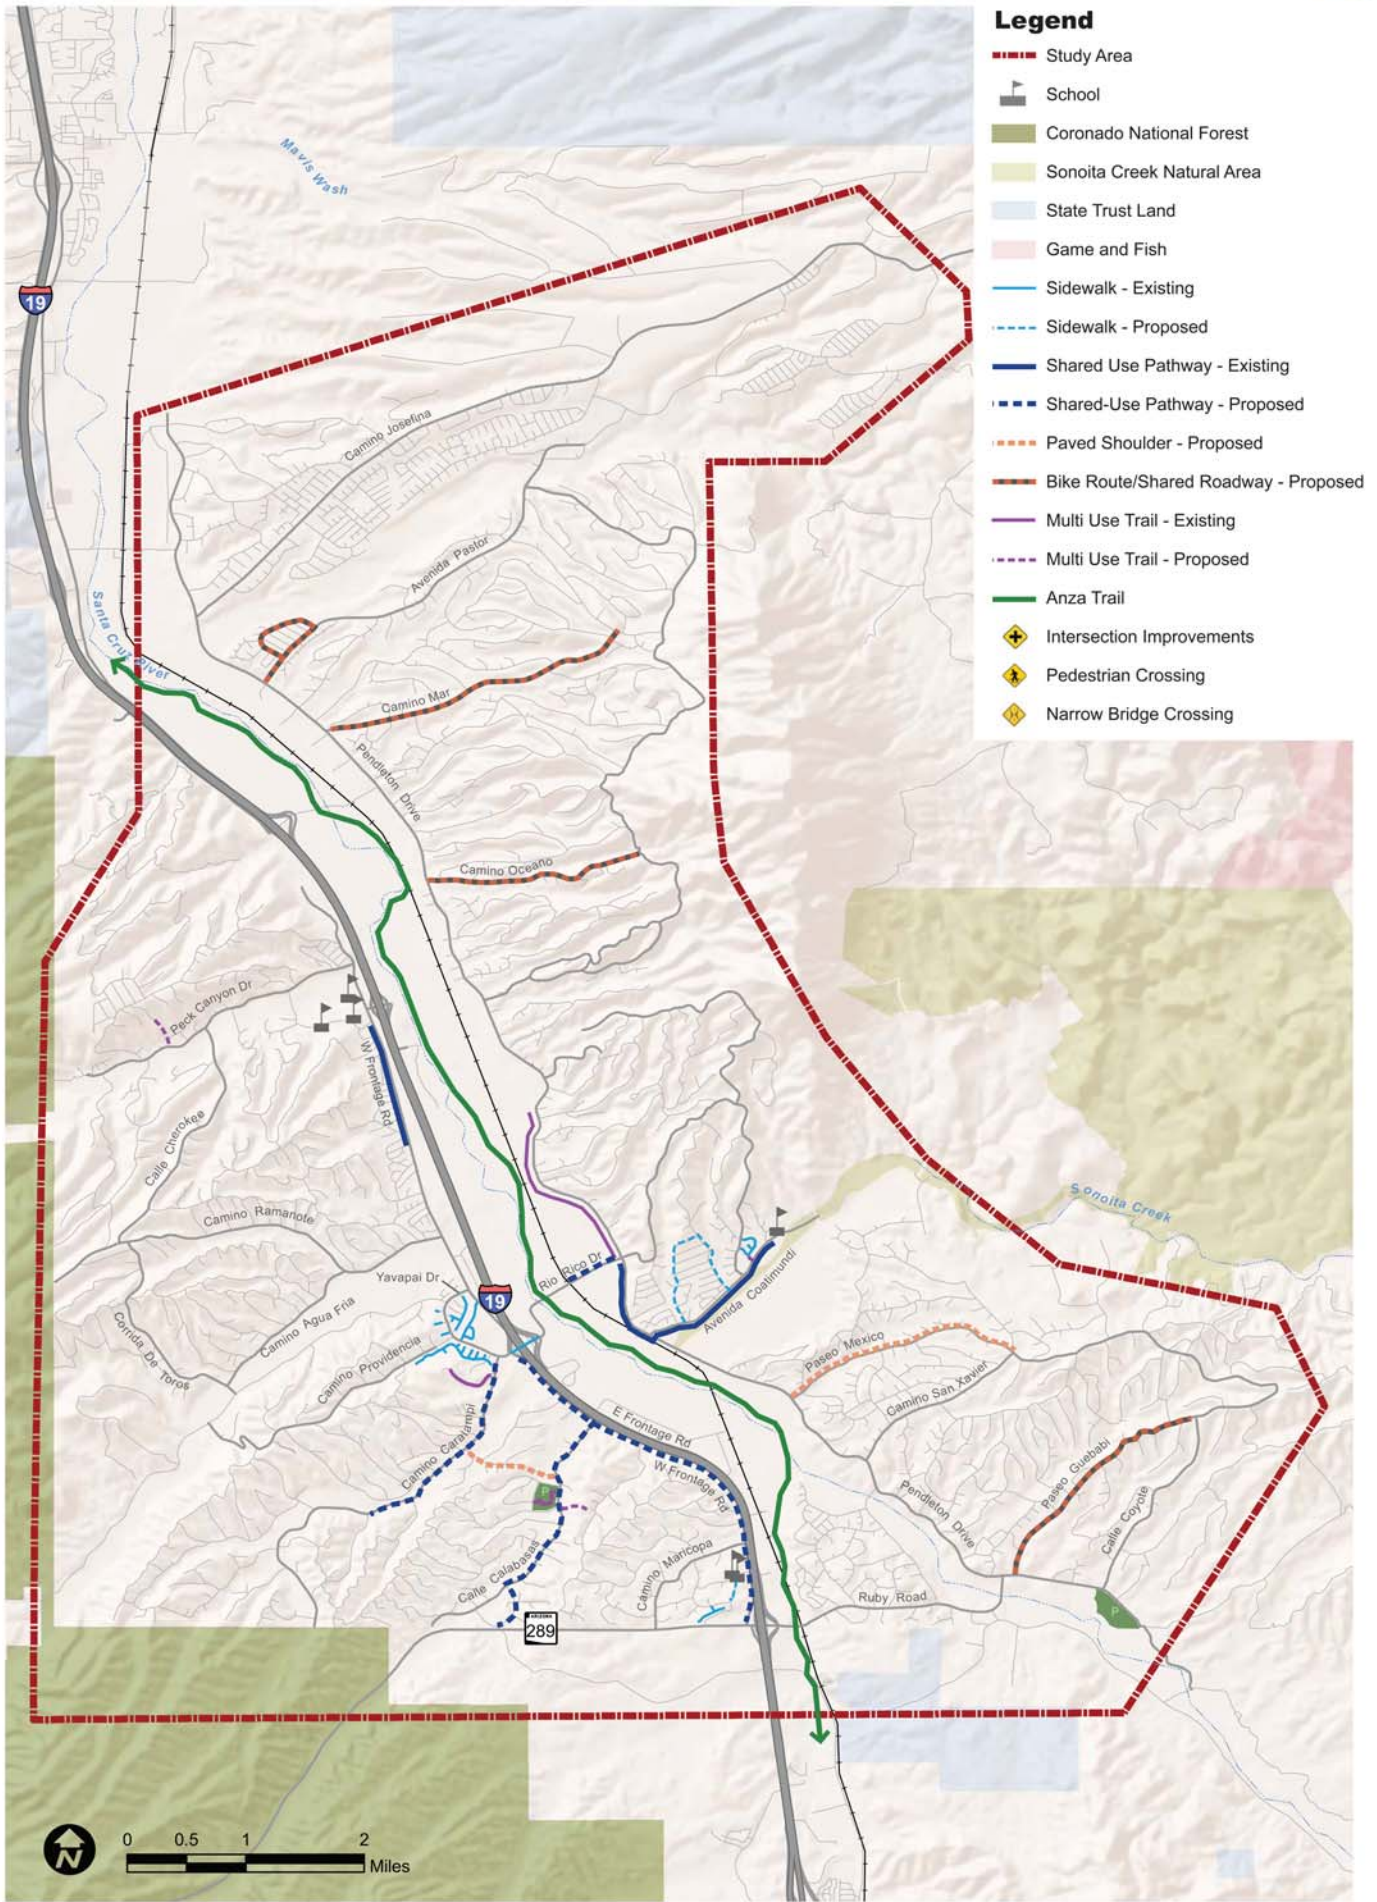 Legend
Study Area
School
Coronado National Forest
Sonoita Creek Natural Area
State Trust Land
Game and Fish
Sidewalk - Existing
Sidewalk - Proposed
Shared Use Pathway - Existing
Shared-Use Pathway - Proposed
Paved Shoulder - Proposed
Bike Route/Shared Roadway - Proposed
Multi Use Trail - Existing
Multi Use Trail - Proposed
Anza Trail
Intersection Improvements
Pedestrian Crossing
Narrow Bridge Crossing
Mavis Wash
19
Camino Josefina
Avenida Pastor
Santa Cruz River
Camino Mar
Pendleton Drive
Camino Oceano
Peck Canyon Dr
W Frontage Rd
Calle Cherokee
Sonoita Creek
Camino Ramanote
Rio Rico Dr
Yavapai Dr
19
Avenida Coatimundi
Camino Agua Fria
Corrida De Toros
Camino Providencia
Paseo Mexico
Camino San Xavier
E Frontage Rd
Camino Caralampi
W Frontage Rd
Paseo Guebabi
P
Pendleton Drive
Calle Coyote
Camino Maricopa
Calle Calabasas
Ruby Road
P
ARIZONA
289
N
0 0.5 1 2
Miles